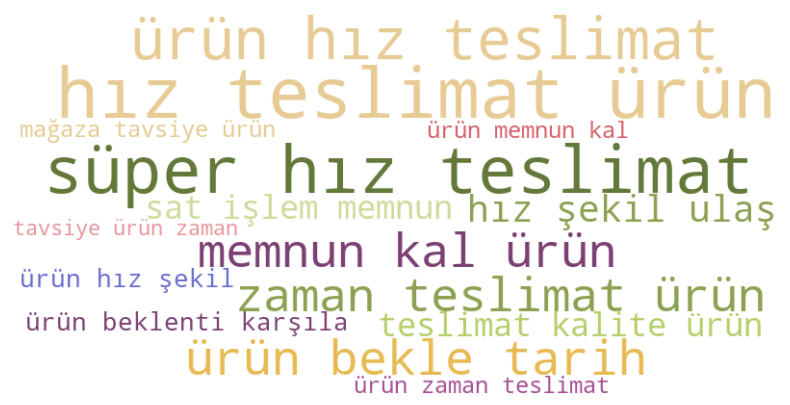 ürün hız teslimat
hız teslimat ürün
mağaza tavsiye ürün
ürün memnun kal
süper hız teslimat
sat işlem memnun
hız şekil ulaş
tavsiye ürün zaman
memnun kal ürün
ürün hız şekil
zaman teslimat ürün
ürün beklenti karşıla
teslimat kalite ürün
ürün bekle tarih
ürün zaman teslimat